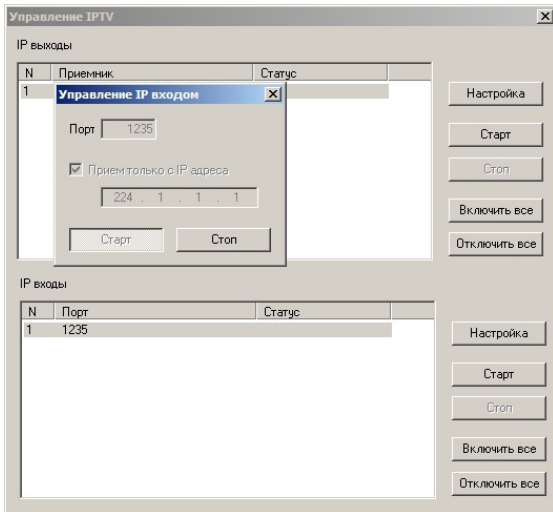 Управление IPTV
IP выходы
N Приемник Статус
1
Настройка
Старт
Стоп
Включить все
Отключить все
Управление IP входом
Порт 1235
Прием только с IP адреса
224 . 1 . 1 . 1
Старт Стоп
IP входы
N Порт Статус
1 1235
Настройка
Старт
Стоп
Включить все
Отключить все